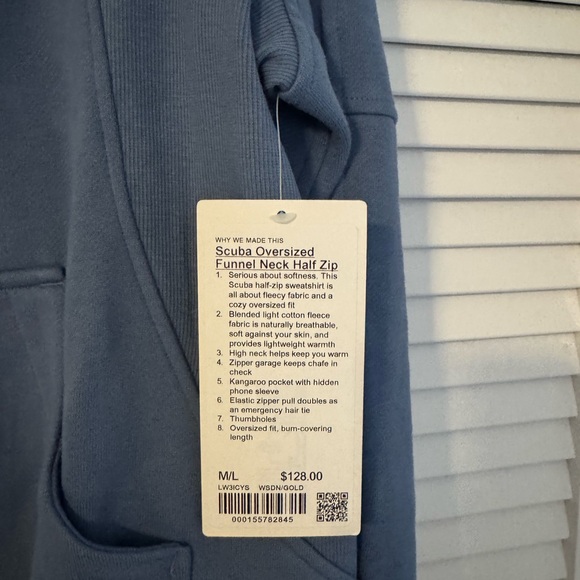 WHY WE MADE THIS
Scuba Oversized
Funnel Neck Half Zip
1. Serious about softness. This
Scuba half-zip sweatshirt is
all about fleecy fabric and a
cozy oversized fit
2. Blended light cotton fleece
fabric is naturally breathable,
soft against your skin, and
provides lightweight warmth
3. High neck helps keep you warm
4. Zipper garage keeps chafe in
check
5. Kangaroo pocket with hidden
phone sleeve
6. Elastic zipper pull doubles as
an emergency hair tie
7. Thumbholes
8. Oversized fit, bum-covering
length
M/L $128.00
LW3ICYS WSDN/GOLD
000155782845